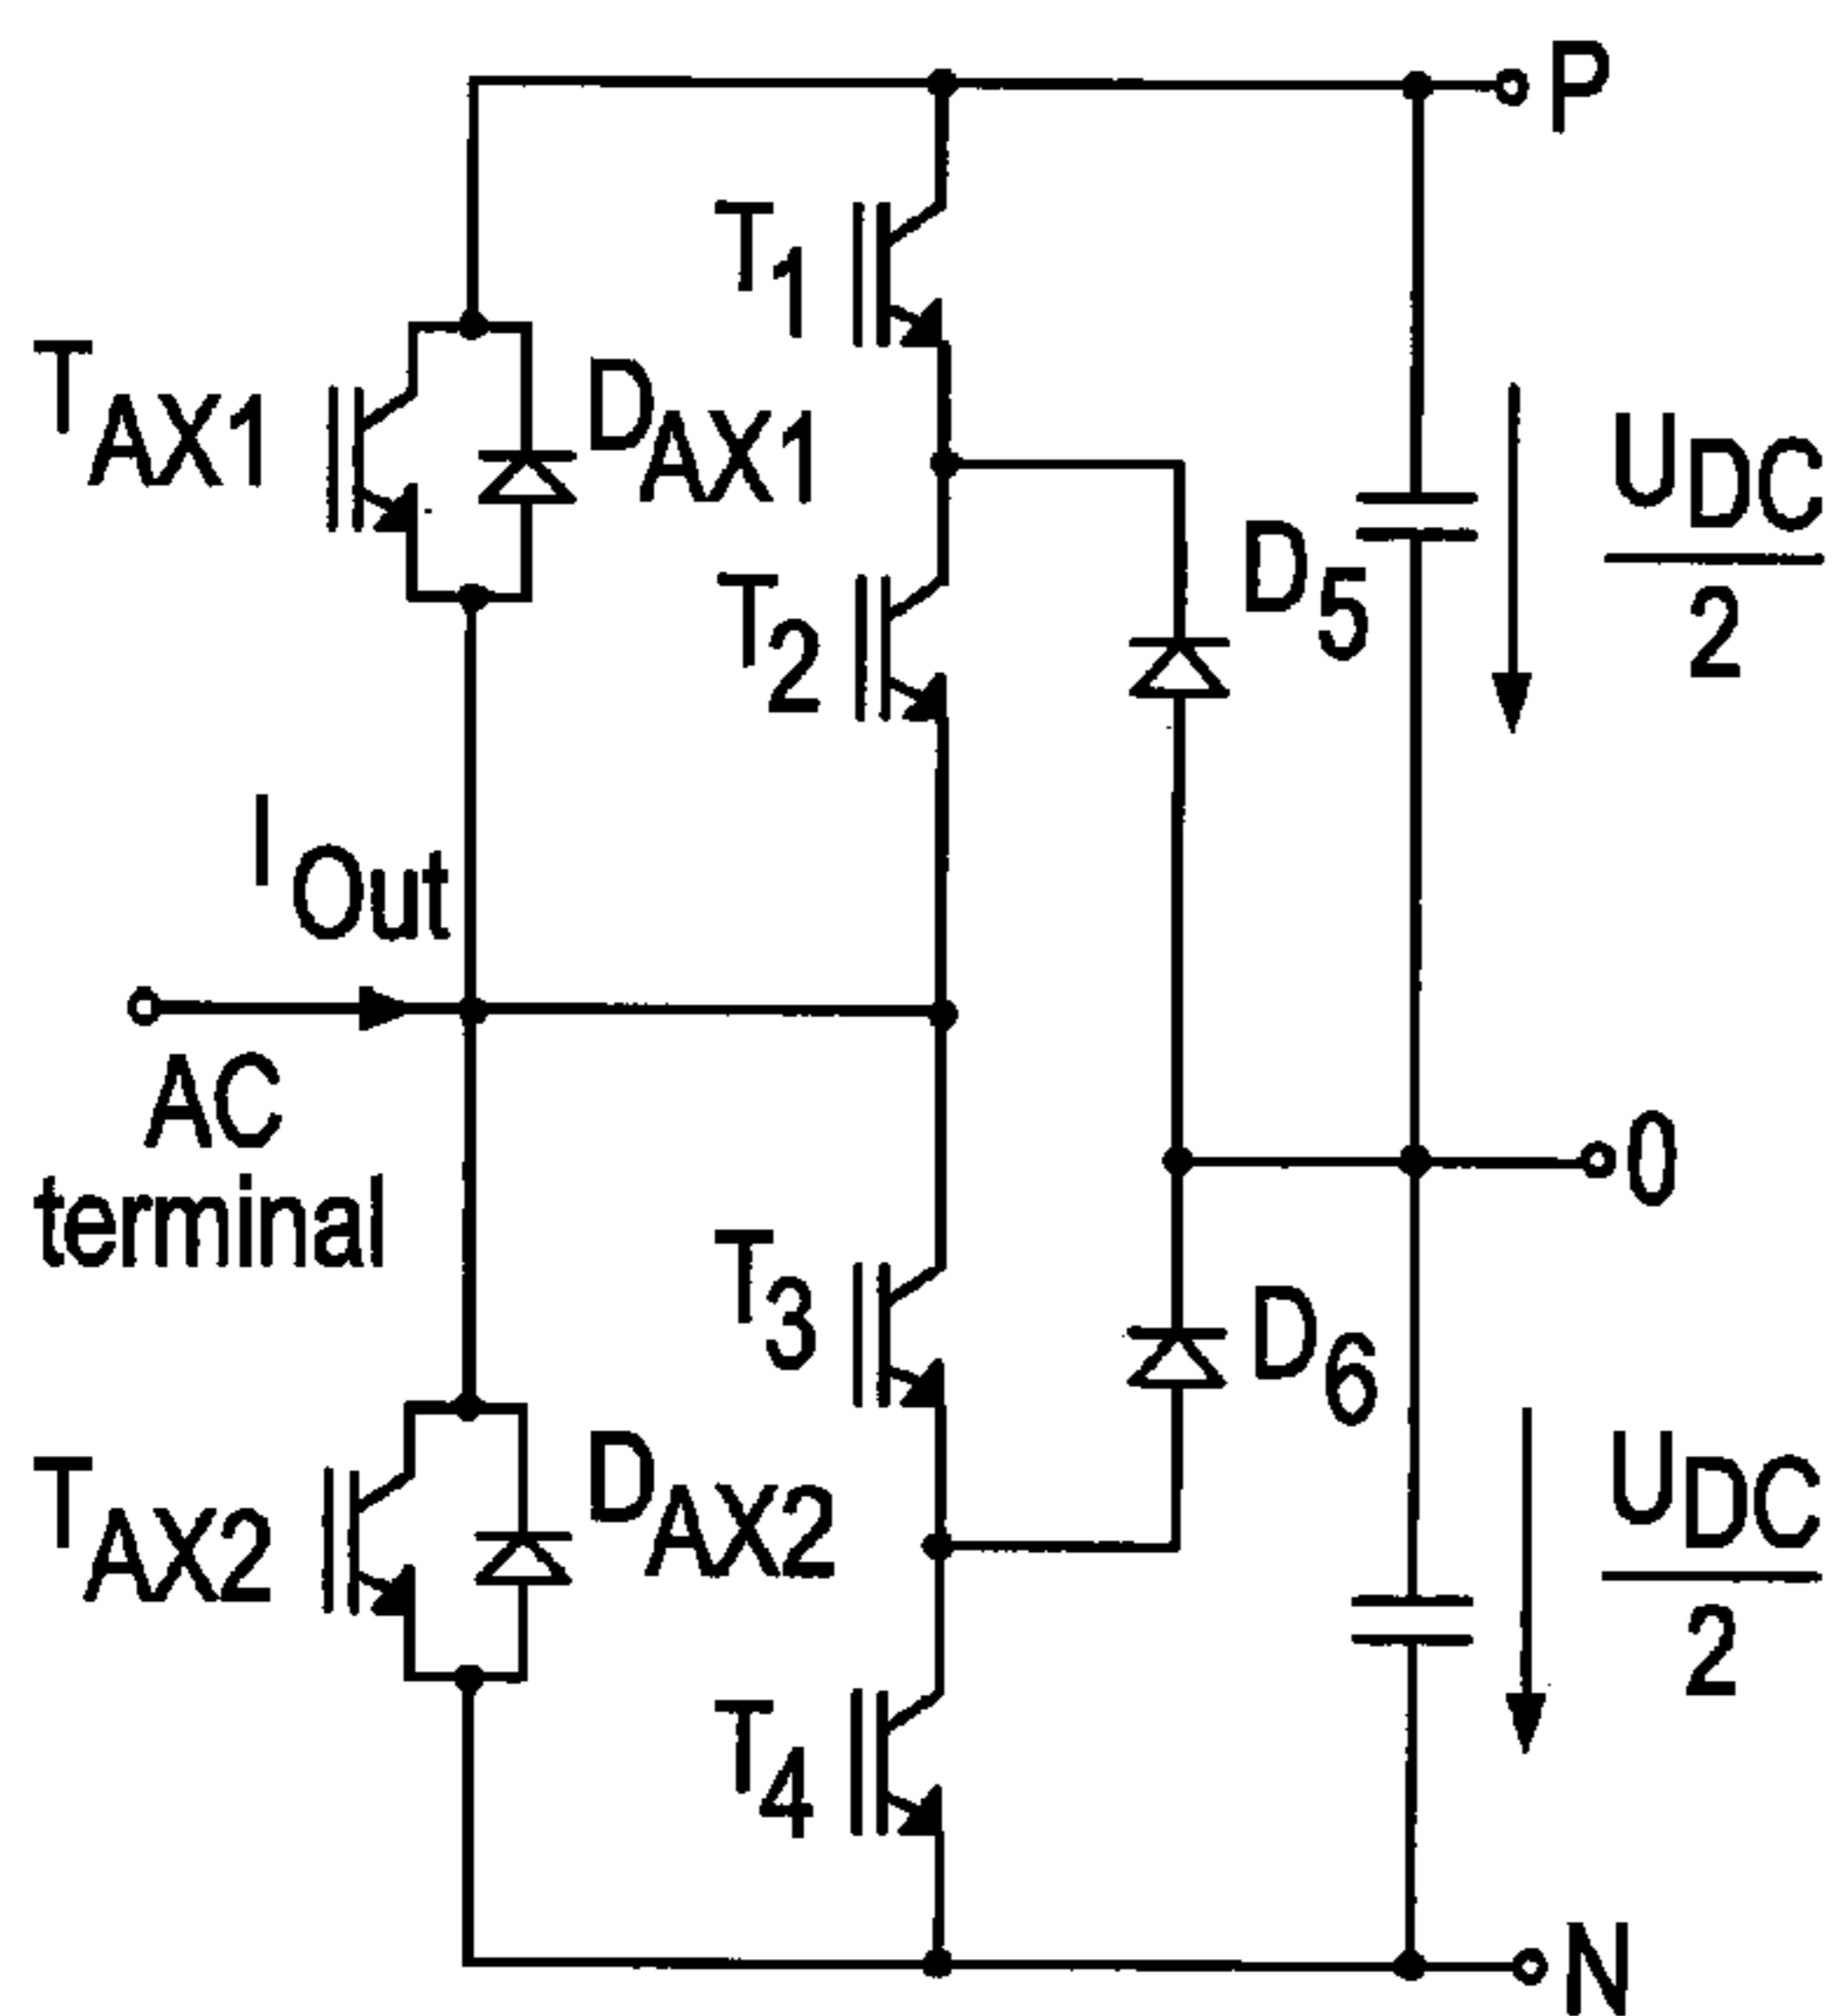 P
T1
TAX1
DAX1
UDC
2
D5
T2
IOut
AC
terminal
0
T3
D6
TAX2
DAX2
UDC
2
T4
N